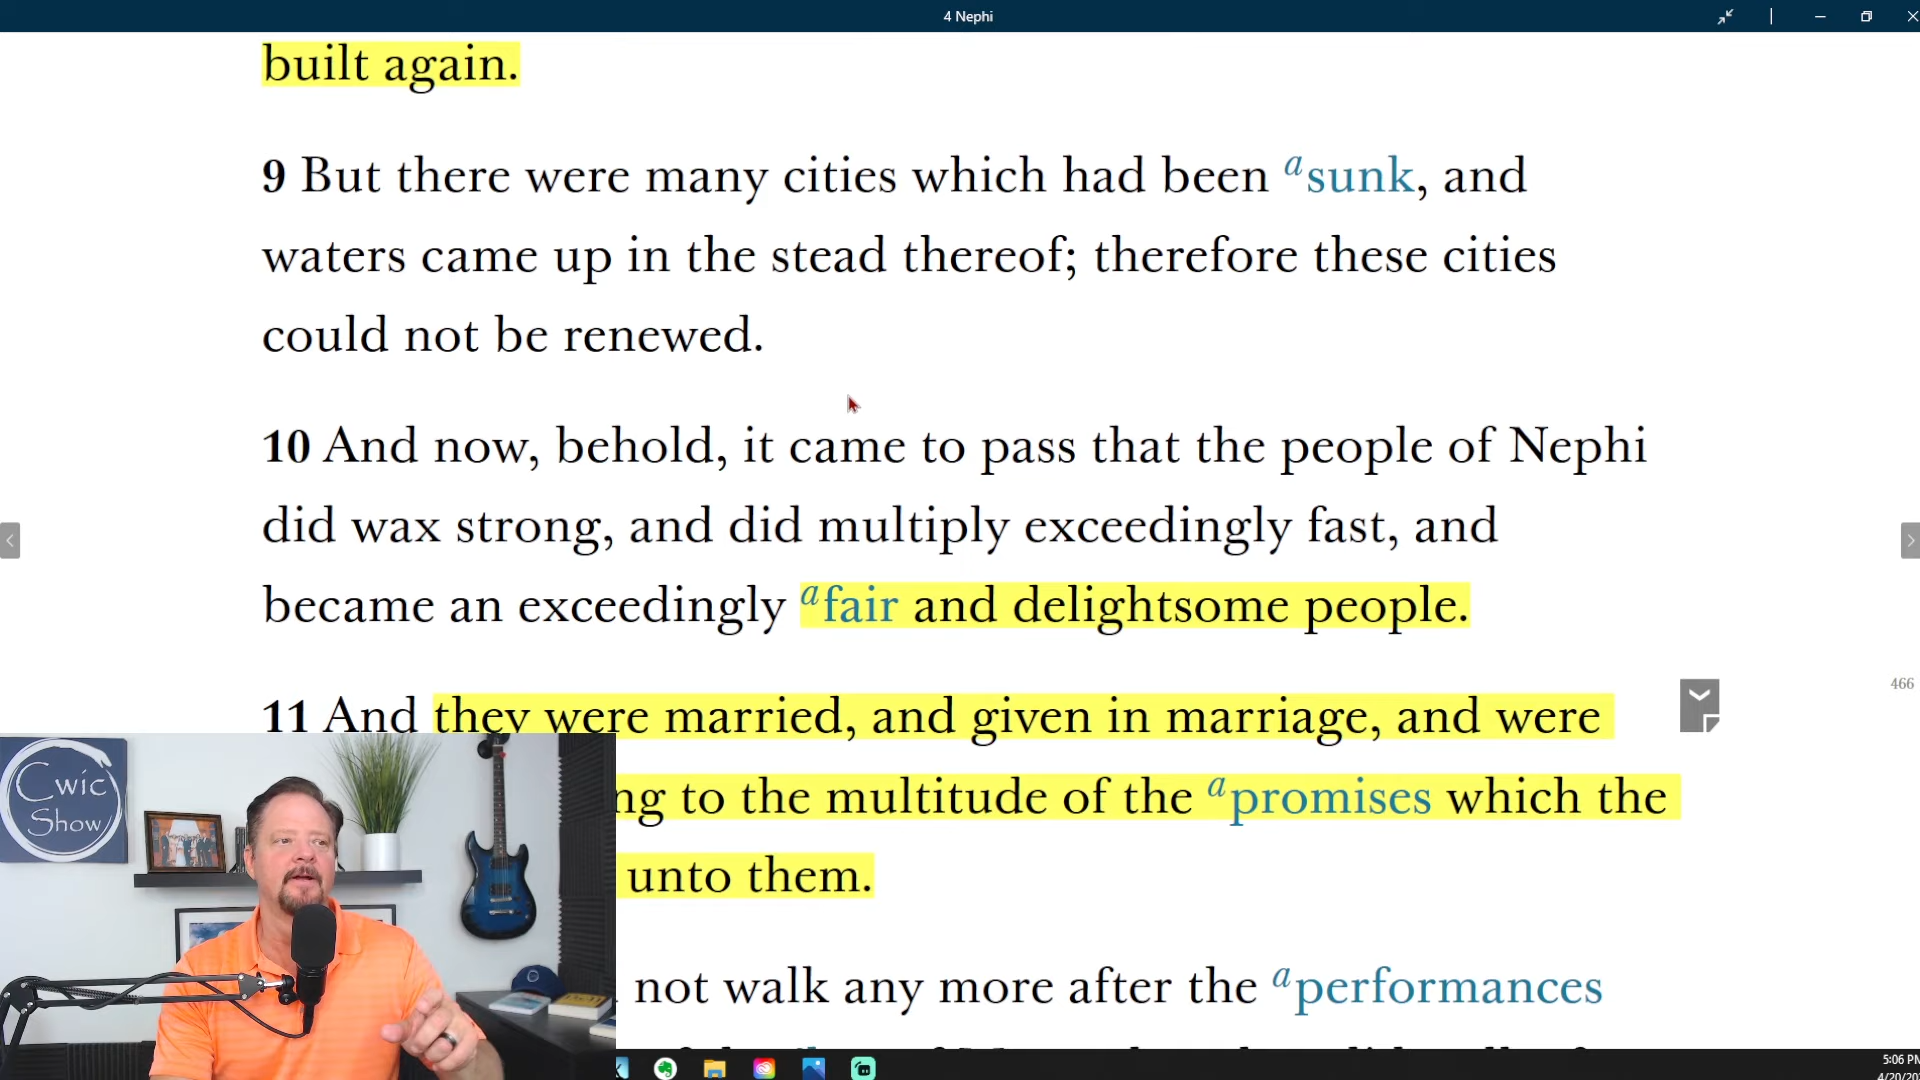 4 Nephi
built again.
9 But there were many cities which had been a sunk, and
waters came up in the stead thereof; therefore these cities
could not be renewed.
10 And now, behold, it came to pass that the people of Nephi
did wax strong, and did multiply exceedingly fast, and
became an exceedingly a fair and delightsome people.
466
11 And they were married, and given in marriage, and were
ng to the multitude of the a promises which the
unto them.
not walk any more after the a performances
Cwic
Show
5:06 PM